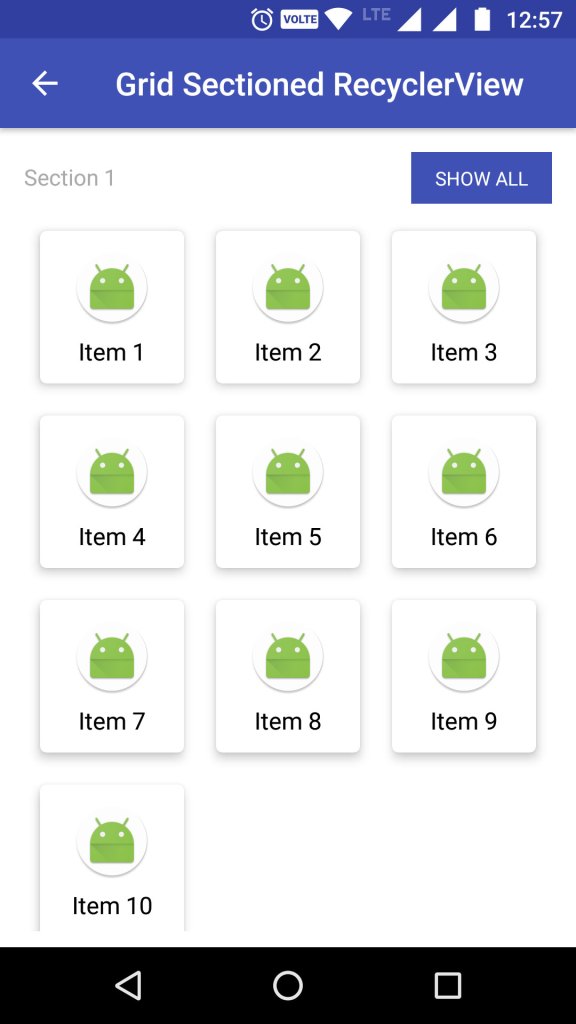 VOLTE LTE 12:57
Grid Sectioned RecyclerView
Section 1 SHOW ALL
Item 1 Item 2 Item 3
Item 4 Item 5 Item 6
Item 7 Item 8 Item 9
Item 10